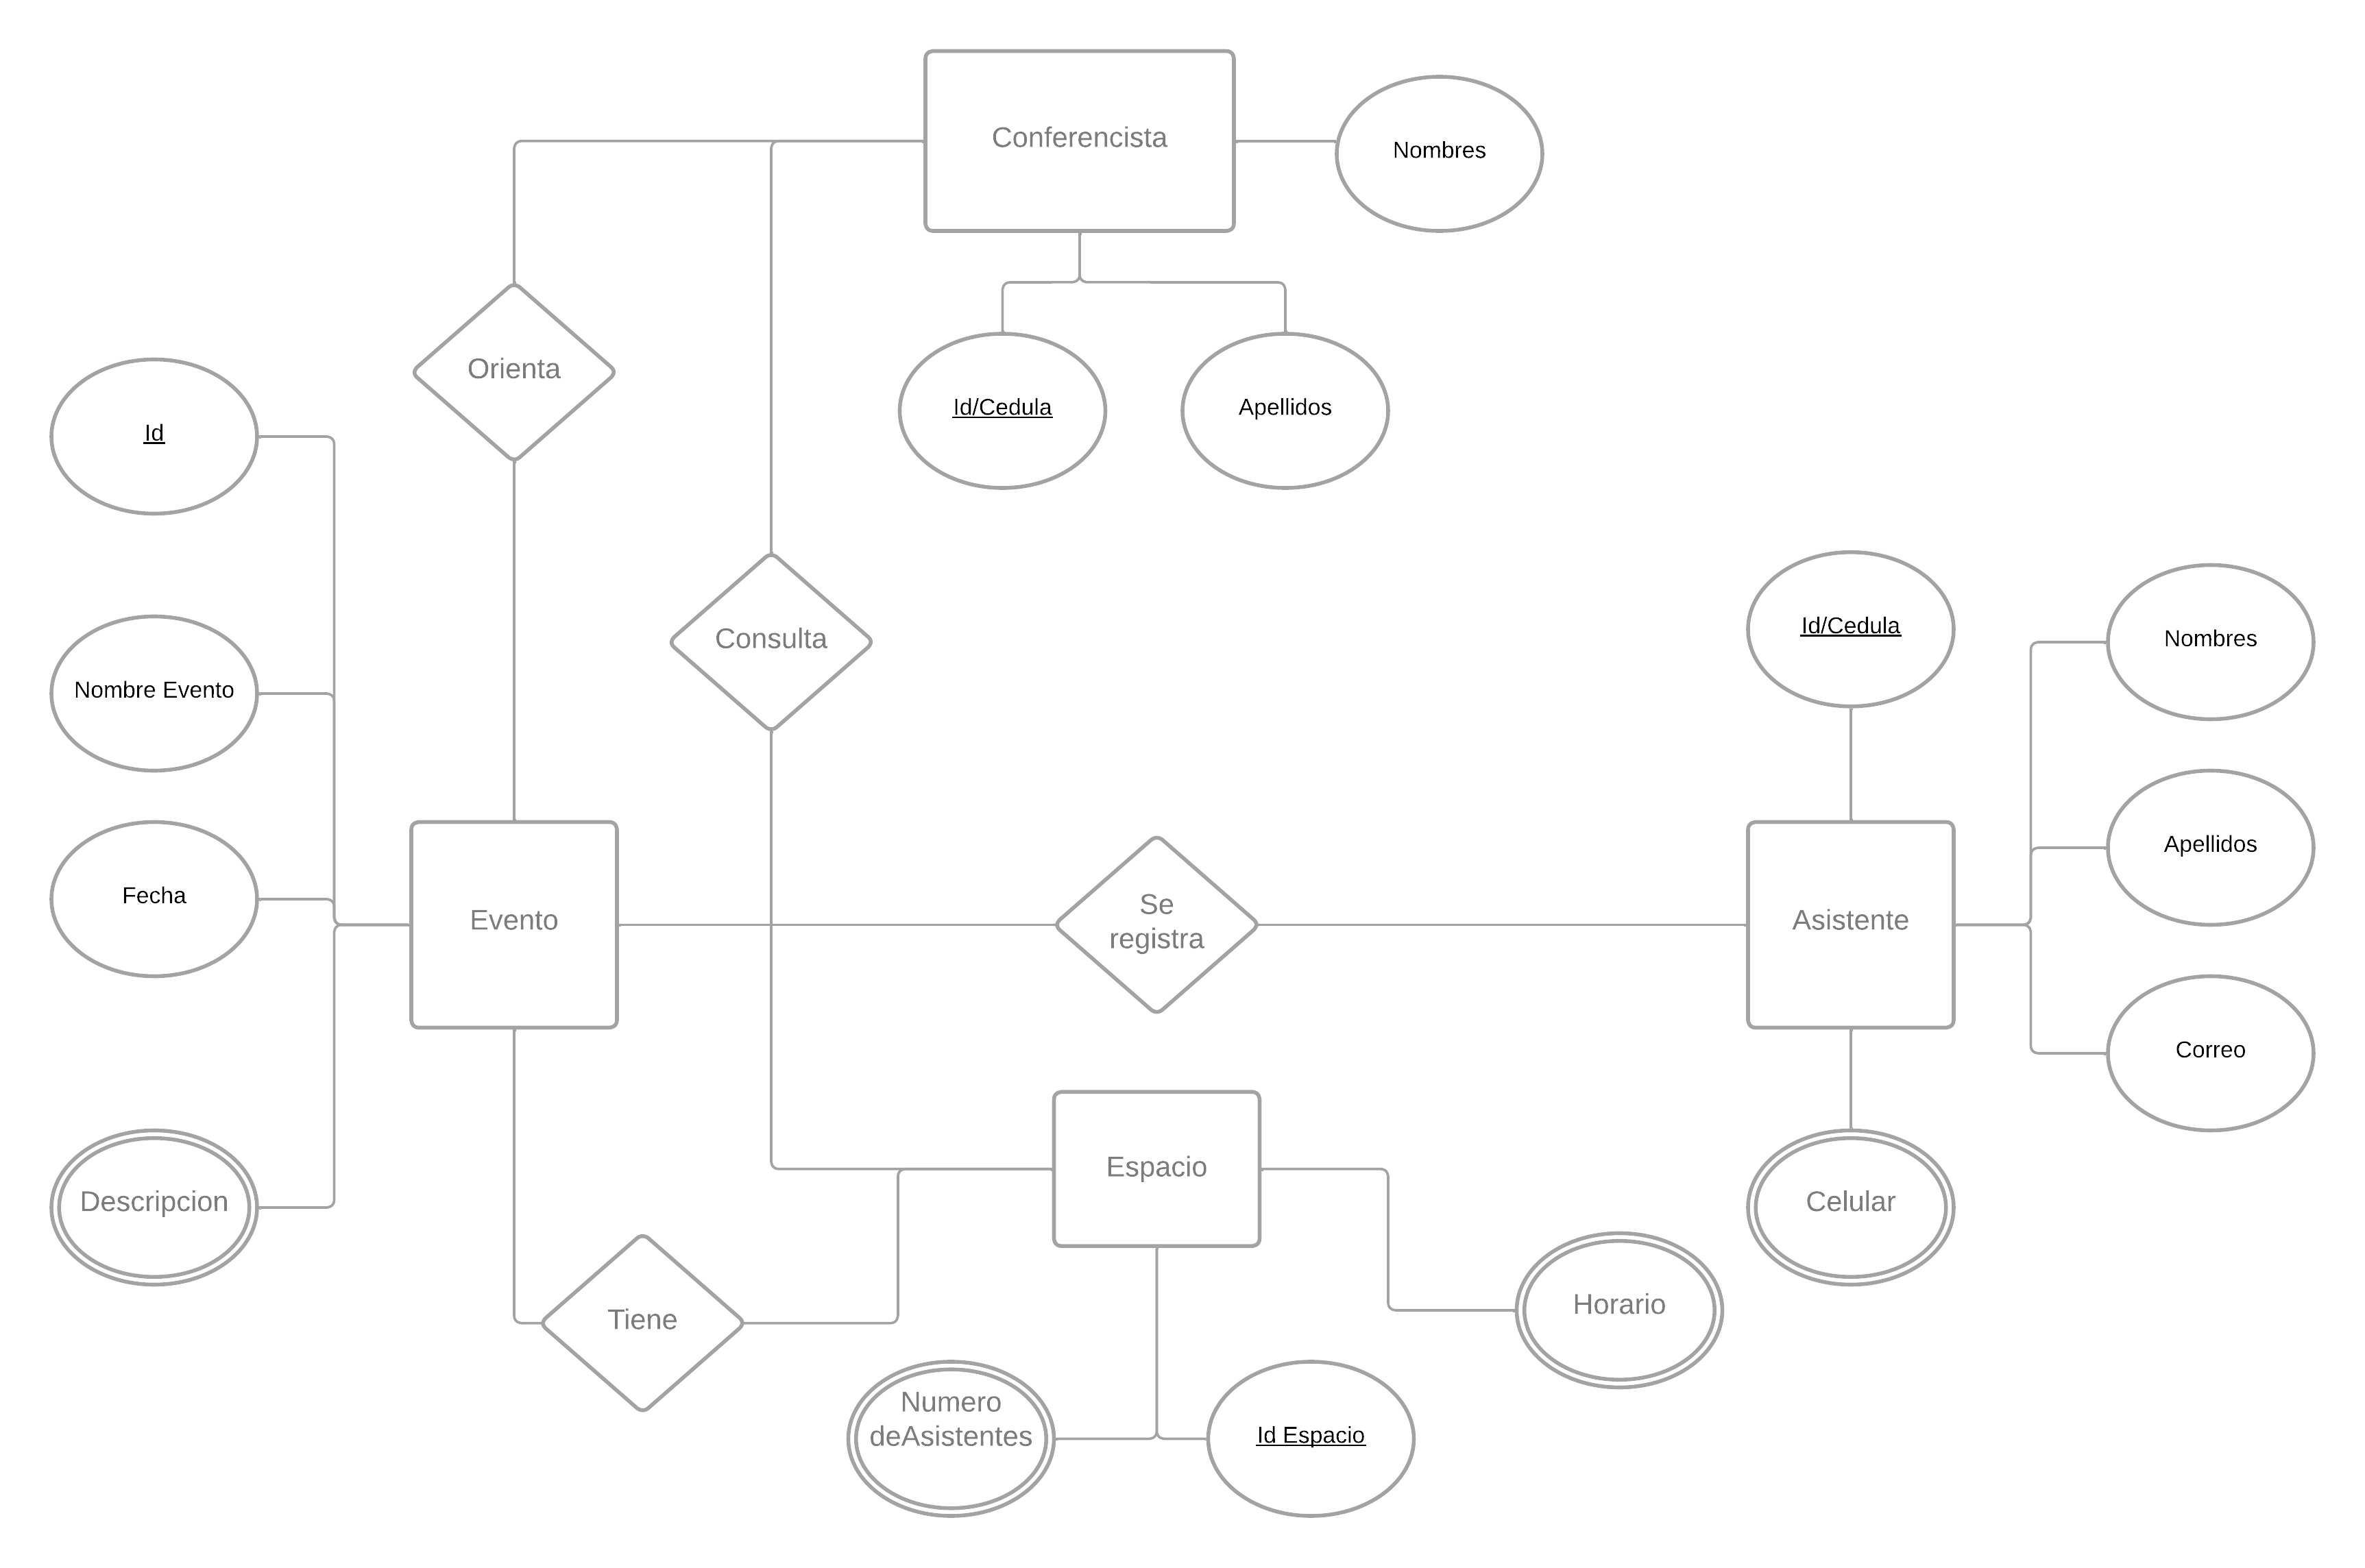 Conferencista
Nombres
Orienta
Id/Cedula
Apellidos
Id
Consulta
Id/Cedula
Nombres
Nombre Evento
Apellidos
Fecha
Evento
Se
registra
Asistente
Correo
Espacio
Descripcion
Celular
Horario
Tiene
Numero
deAsistentes
Id Espacio